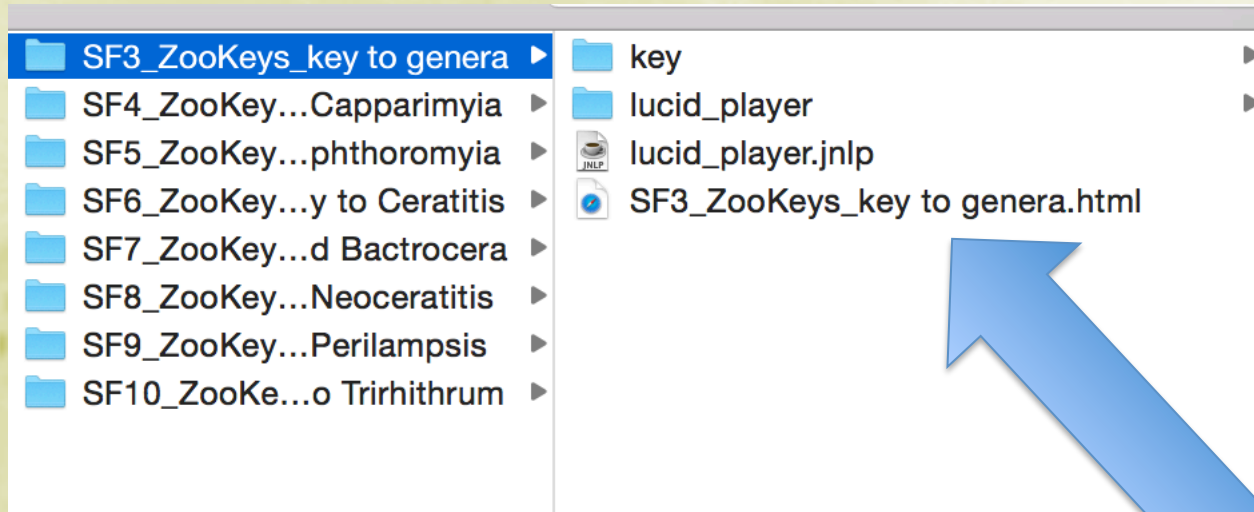 SF3_ZooKeys_key to genera
SF4_ZooKey...Capparimyia
SF5_ZooKey...phthoromyia
SF6_ZooKey...y to Ceratitis
SF7_ZooKey...d Bactrocera
SF8_ZooKey...Neoceratitis
SF9_ZooKey...Perilampsis
SF10_ZooKe...o Trirhithrum
key
lucid_player
JNLP
lucid_player.jnlp
SF3_ZooKeys_key to genera.html